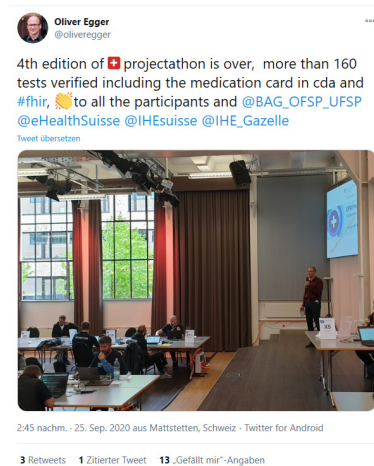 Oliver Egger
@oliveregger
4th edition of 🇨🇭 projectathon is over, more than 160
tests verified including the medication card in cda and
#fhir, 👏to all the participants and @BAG_OFSP_UFSP
@eHealthSuisse @IHEsuisse @IHE_Gazelle
Tweet übersetzen
2:45 nachm. · 25. Sep. 2020 aus Mattstetten, Schweiz · Twitter for Android
3 Retweets 1 Zitierter Tweet 13 „Gefällt mir“-Angaben